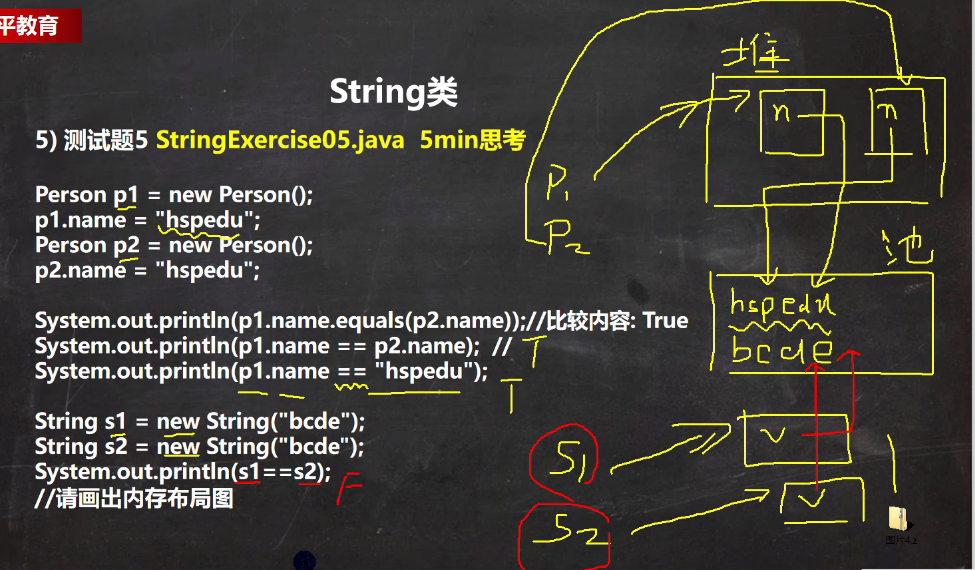 平教育
String类
5) 测试题5 StringExercise05.java 5min思考
Person p1 = new Person();
p1.name = "hspedu";
Person p2 = new Person();
p2.name = "hspedu";
System.out.println(p1.name.equals(p2.name));//比较内容: True
System.out.println(p1.name == p2.name); // T
System.out.println(p1.name == "hspedu");
T
String s1 = new String("bcde");
String s2 = new String("bcde");
System.out.println(s1==s2); F
//请画出内存布局图
堆
n
n
P1
P2
池
hspedu
bcde
S1
v
S2
v